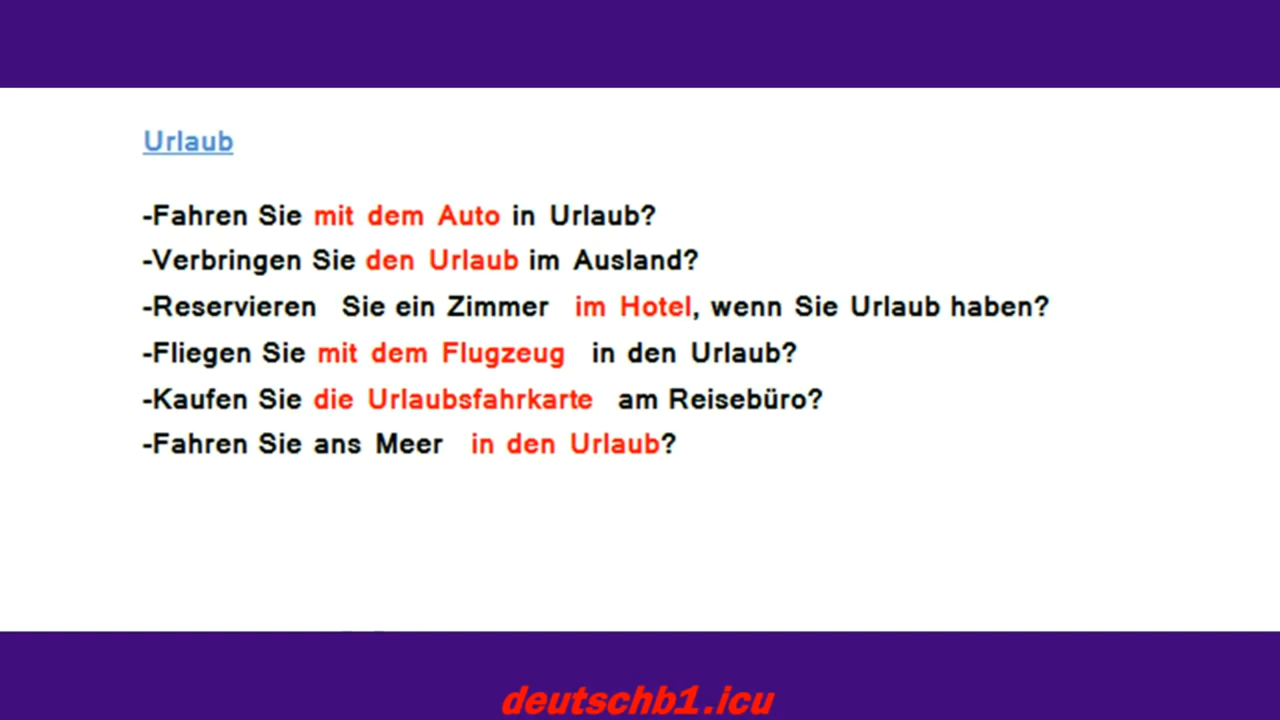 Urlaub
-Fahren Sie mit dem Auto in Urlaub?
-Verbringen Sie den Urlaub im Ausland?
-Reservieren Sie ein Zimmer im Hotel, wenn Sie Urlaub haben?
-Fliegen Sie mit dem Flugzeug in den Urlaub?
-Kaufen Sie die Urlaubsfahrkarte am Reisebüro?
-Fahren Sie ans Meer in den Urlaub?
deutschb1.icu